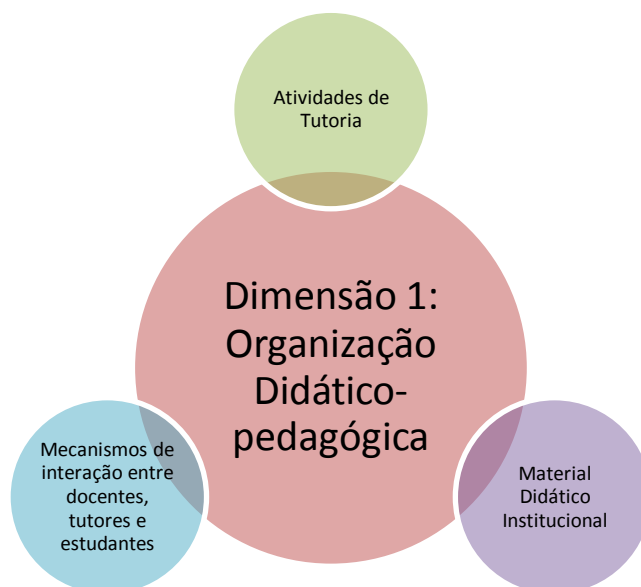 Atividades de
Tutoria
Dimensão 1:
Organização
Didático-
pedagógica
Mecanismos de
interação entre
docentes,
tutores e
estudantes
Material
Didático
Institucional